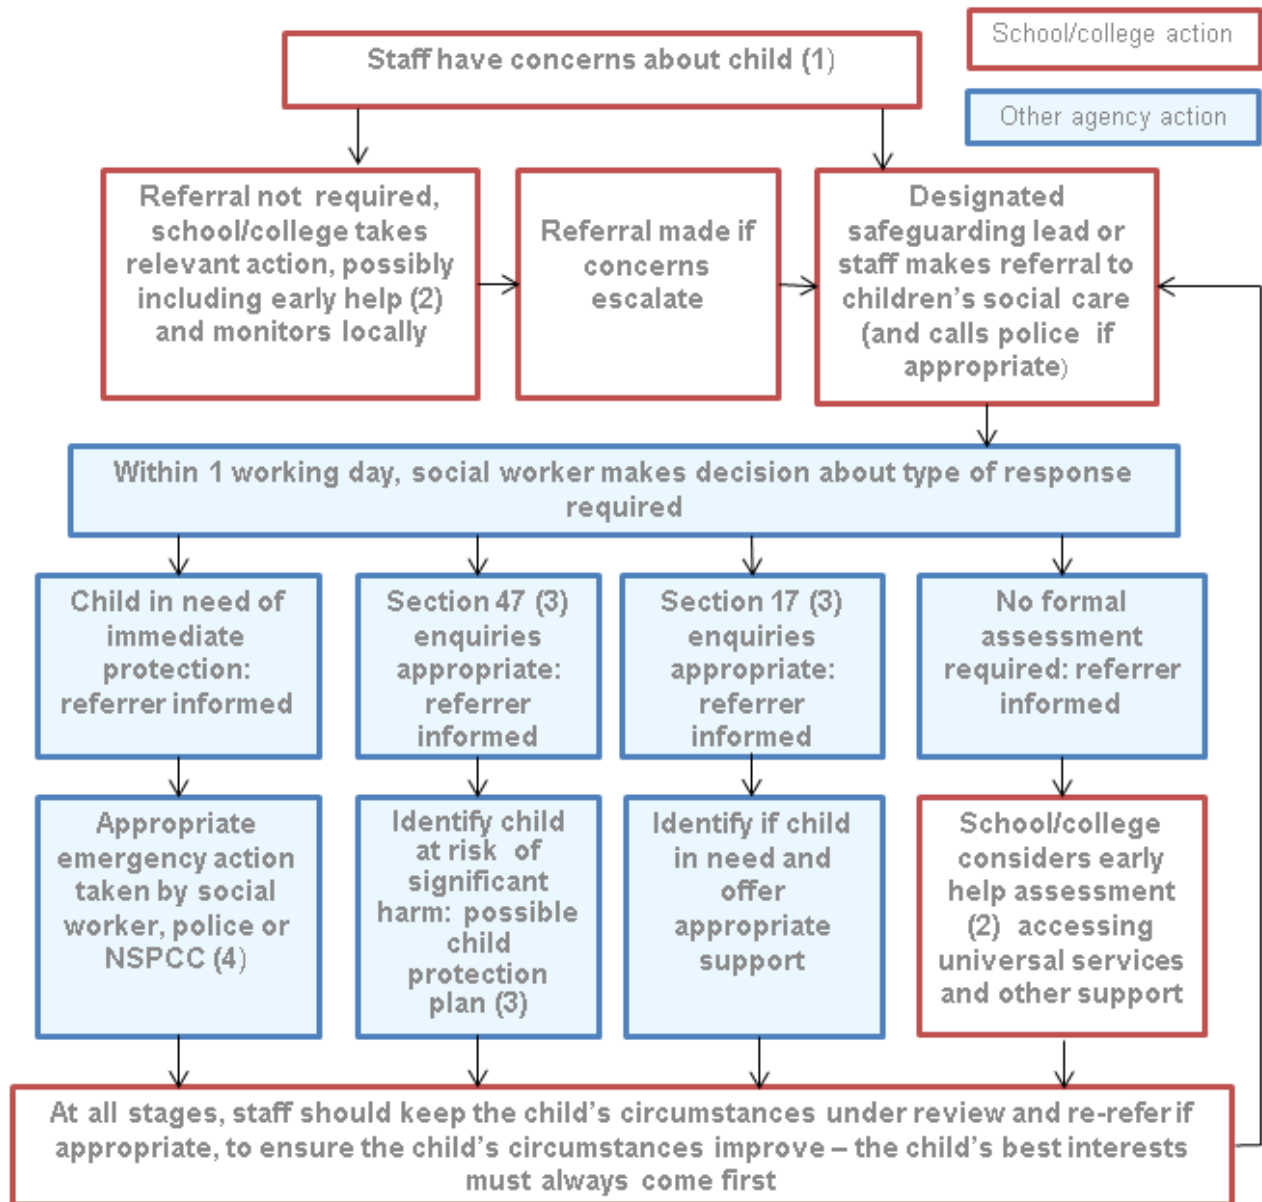 School/college action
Other agency action
Staff have concerns about child (1)
Referral not required,
school/college takes
relevant action, possibly
including early help (2)
and monitors locally
Referral made if
concerns
escalate
Designated
safeguarding lead or
staff makes referral to
children’s social care
(and calls police if
appropriate)
Within 1 working day, social worker makes decision about type of response
required
Child in need of
immediate
protection:
referrer informed
Section 47 (3)
enquiries
appropriate:
referrer
informed
Section 17 (3)
enquiries
appropriate:
referrer
informed
No formal
assessment
required: referrer
informed
Appropriate
emergency action
taken by social
worker, police or
NSPCC (4)
Identify child
at risk of
significant
harm: possible
child
protection
plan (3)
Identify if child
in need and
offer
appropriate
support
School/college
considers early
help assessment
(2) accessing
universal services
and other support
At all stages, staff should keep the child’s circumstances under review and re-refer if
appropriate, to ensure the child’s circumstances improve – the child’s best interests
must always come first